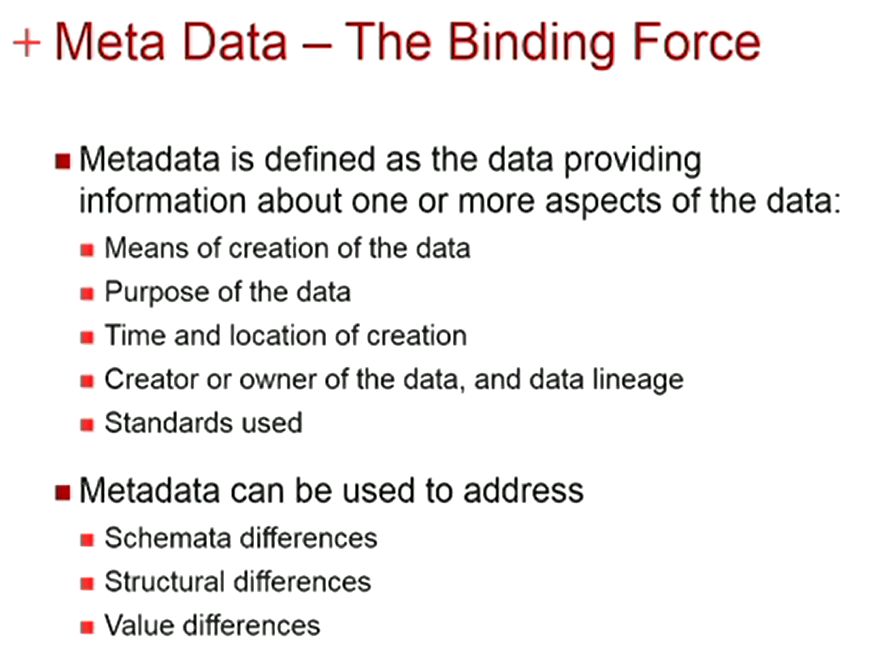 + Meta Data – The Binding Force
Metadata is defined as the data providing
information about one or more aspects of the data:
Means of creation of the data
Purpose of the data
Time and location of creation
Creator or owner of the data, and data lineage
Standards used
Metadata can be used to address
Schemata differences
Structural differences
Value differences